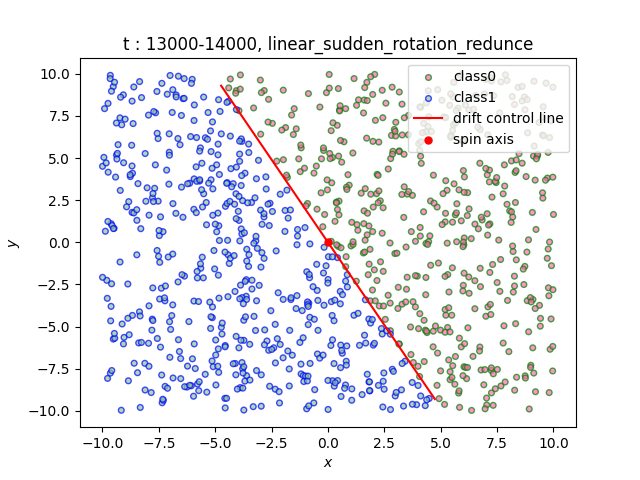 t : 13000-14000, linear_sudden_rotation_redunce
class0
class1
drift control line
spin axis
10.0
7.5
5.0
2.5
0.0
−2.5
−5.0
−7.5
−10.0
y
−10.0 −7.5 −5.0 −2.5 0.0 2.5 5.0 7.5 10.0
x